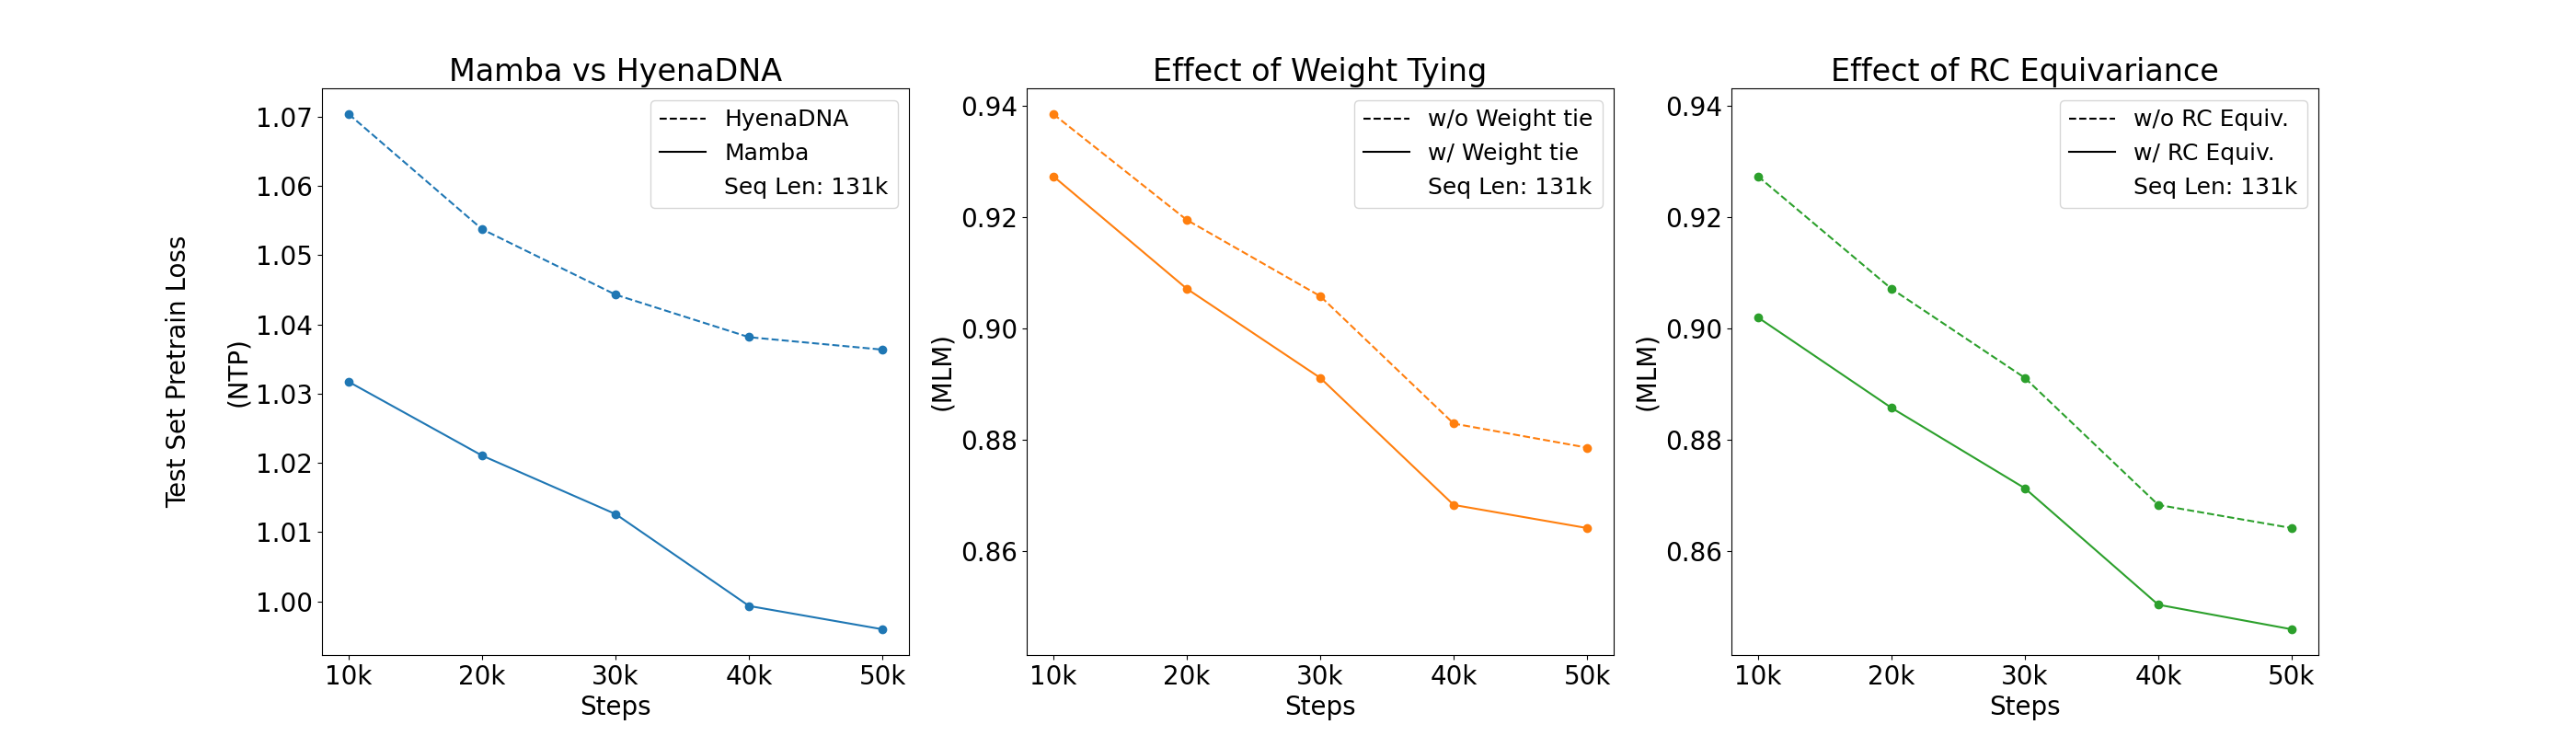 Mamba vs HyenaDNA
Test Set Pretrain Loss
(NTP)
1.07
1.06
1.05
1.04
1.03
1.02
1.01
1.00
HyenaDNA
Mamba
Seq Len: 131k
10k 20k 30k 40k 50k
Steps
Effect of Weight Tying
(MLM)
0.94
0.92
0.90
0.88
0.86
w/o Weight tie
w/ Weight tie
Seq Len: 131k
10k 20k 30k 40k 50k
Steps
Effect of RC Equivariance
(MLM)
0.94
0.92
0.90
0.88
0.86
w/o RC Equiv.
w/ RC Equiv.
Seq Len: 131k
10k 20k 30k 40k 50k
Steps